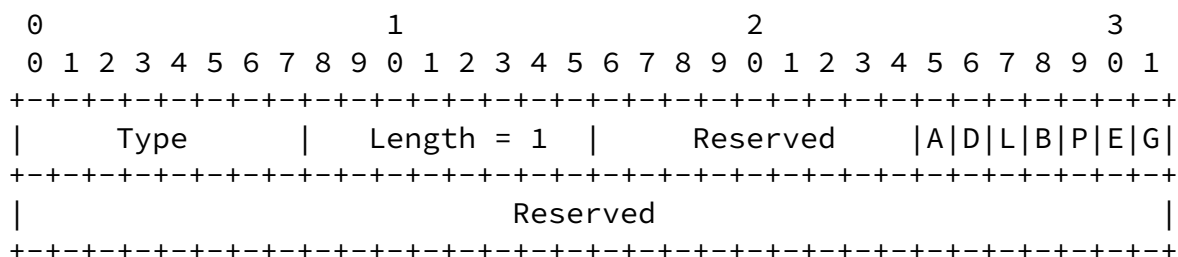 0                   1                   2                   3
 0 1 2 3 4 5 6 7 8 9 0 1 2 3 4 5 6 7 8 9 0 1 2 3 4 5 6 7 8 9 0 1
+-+-+-+-+-+-+-+-+-+-+-+-+-+-+-+-+-+-+-+-+-+-+-+-+-+-+-+-+-+-+-+-+
|     Type      |   Length = 1  |     Reserved    |A|D|L|B|P|E|G|
+-+-+-+-+-+-+-+-+-+-+-+-+-+-+-+-+-+-+-+-+-+-+-+-+-+-+-+-+-+-+-+-+
|                           Reserved                            |
+-+-+-+-+-+-+-+-+-+-+-+-+-+-+-+-+-+-+-+-+-+-+-+-+-+-+-+-+-+-+-+-+